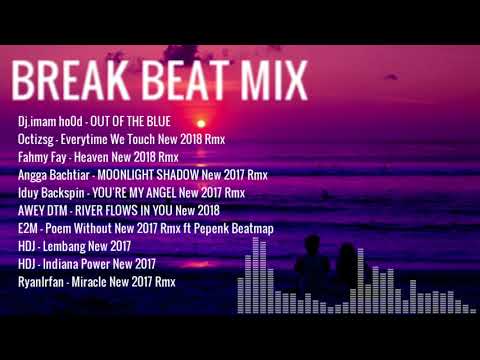 BREAK BEAT MIX
Dj.imam ho0d - OUT OF THE BLUE
Octizsg - Everytime We Touch New 2018 Rmx
Fahmy Fay - Heaven New 2018 Rmx
Angga Bachtiar - MOONLIGHT SHADOW New 2017 Rmx
Iduy Backspin - YOU'RE MY ANGEL New 2017 Rmx
AWEY DTM - RIVER FLOWS IN YOU New 2018
E2M - Poem Without New 2017 Rmx ft Pepenk Beatmap
HDJ - Lembang New 2017
HDJ - Indiana Power New 2017
RyanIrfan - Miracle New 2017 Rmx